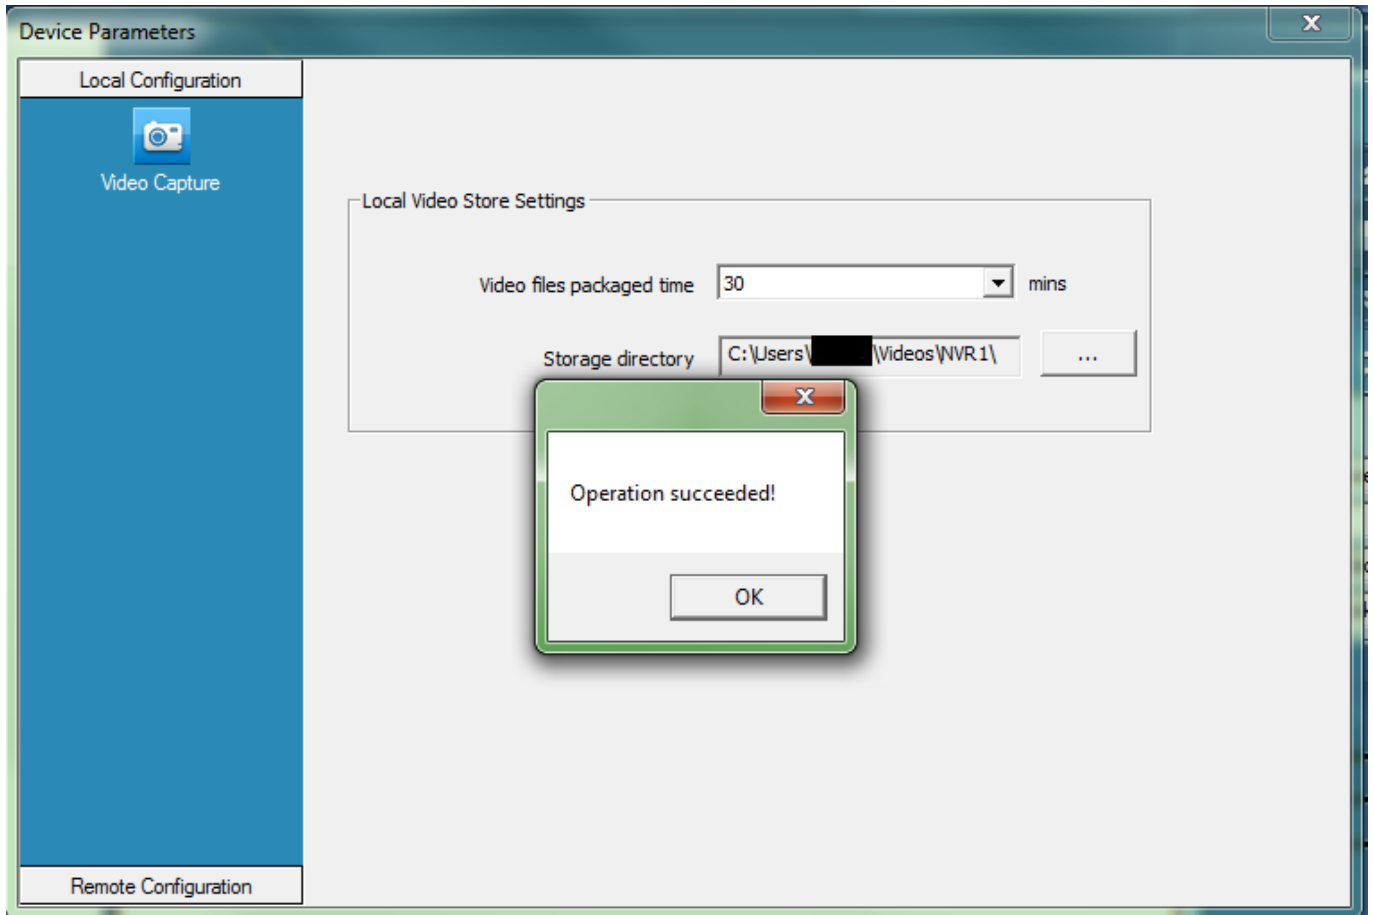 Device Parameters
Local Configuration
Video Capture
Local Video Store Settings
Video files packaged time 30 mins
Storage directory C:\Users\ \Videos\NVR1\ ...
Operation succeeded!
OK
Remote Configuration